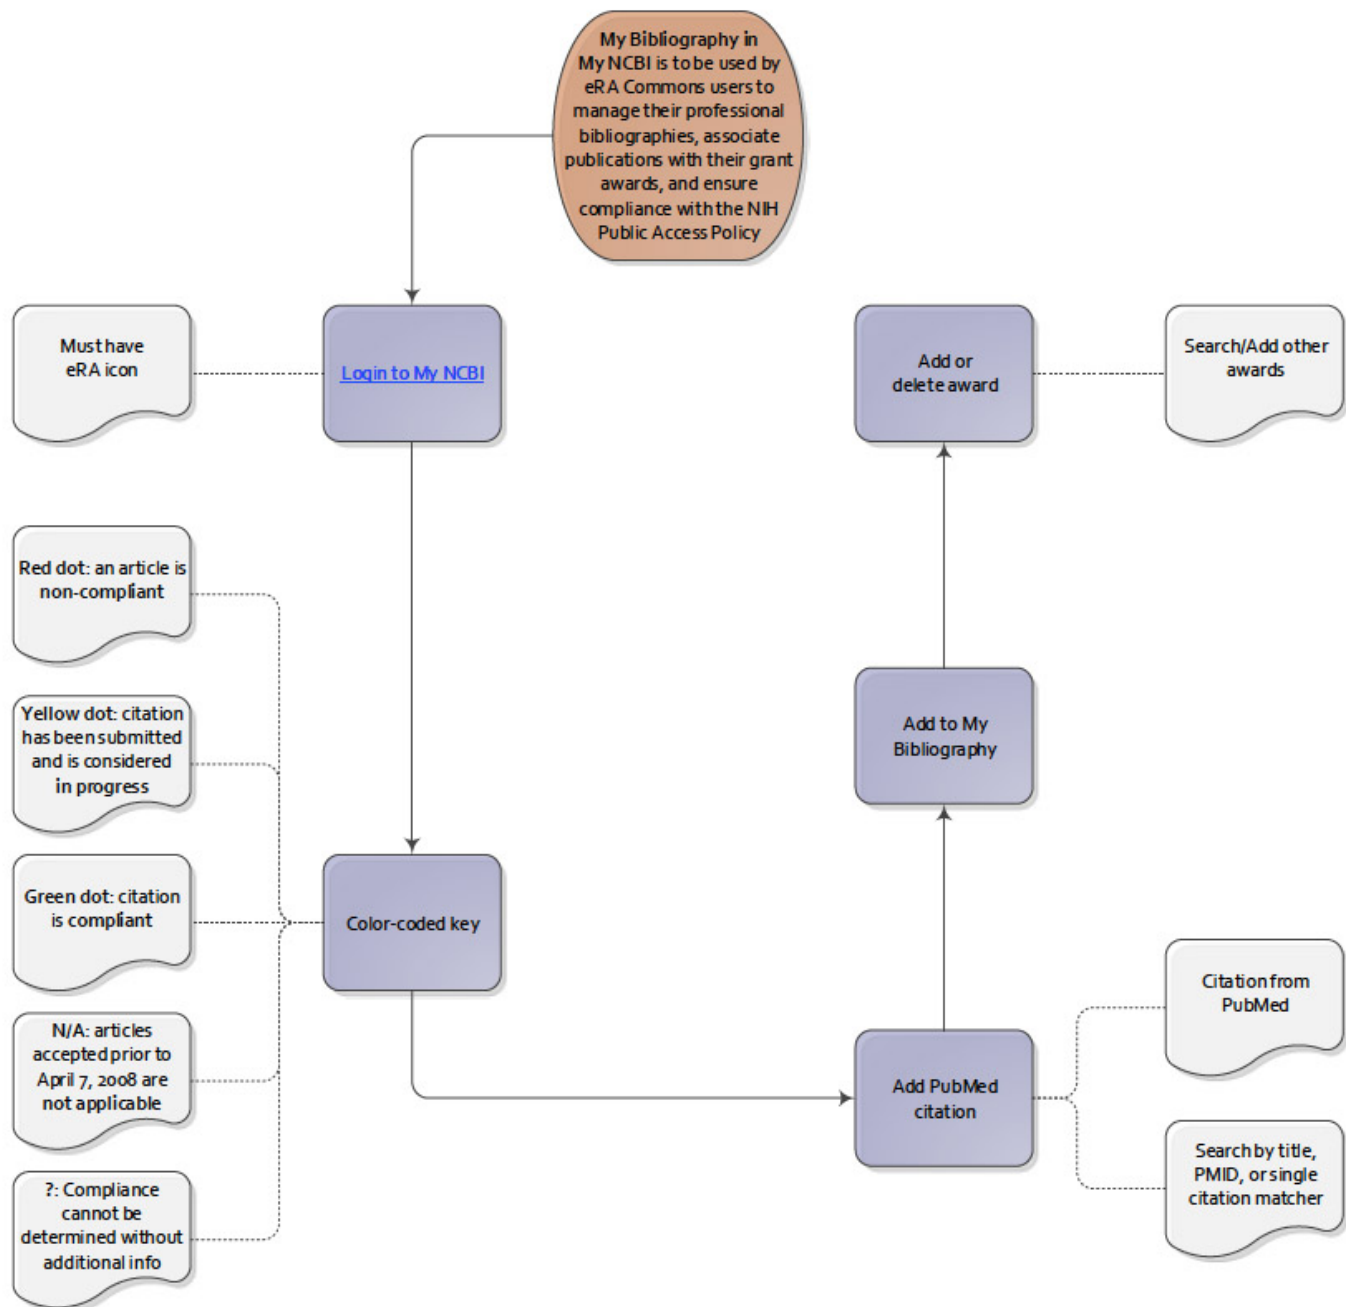 My Bibliography in
My NCBI is to be used by
eRA Commons users to
manage their professional
bibliographies, associate
publications with their grant
awards, and ensure
compliance with the NIH
Public Access Policy
Must have
eRA icon
Login to My NCBI
Add or
delete award
Search/Add other
awards
Red dot: an article is
non-compliant
Yellow dot: citation
has been submitted
and is considered
in progress
Green dot: citation
is compliant
N/A: articles
accepted prior to
April 7, 2008 are
not applicable
?: Compliance
cannot be
determined without
additional info
Color-coded key
Add to My
Bibliography
Add PubMed
citation
Citation from
PubMed
Search by title,
PMID, or single
citation matcher